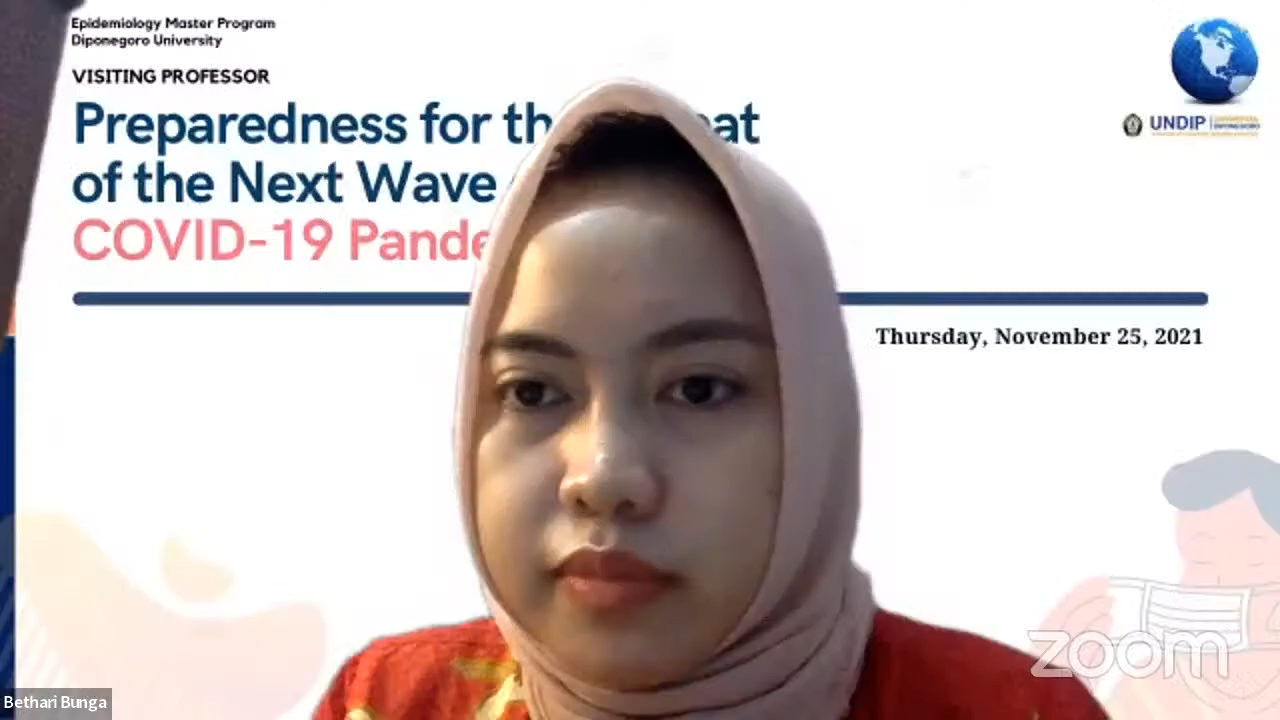 Epidemiology Master Program
Diponegoro University
VISITING PROFESSOR
Preparedness for th at
of the Next Wave
COVID-19 Pande
UNDIP
Thursday, November 25, 2021
zoom
Bethari Bunga